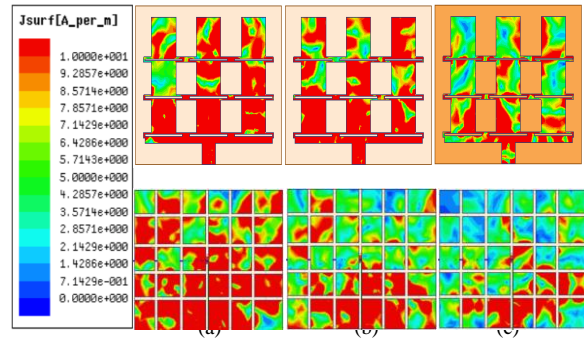 Jsurf[A_per_m]
1.0000e+001
9.2857e+000
8.5714e+000
7.8571e+000
7.1429e+000
6.4286e+000
5.7143e+000
5.0000e+000
4.2857e+000
3.5714e+000
2.8571e+000
2.1429e+000
1.4286e+000
7.1429e-001
0.0000e+000
(a) (b) (c)